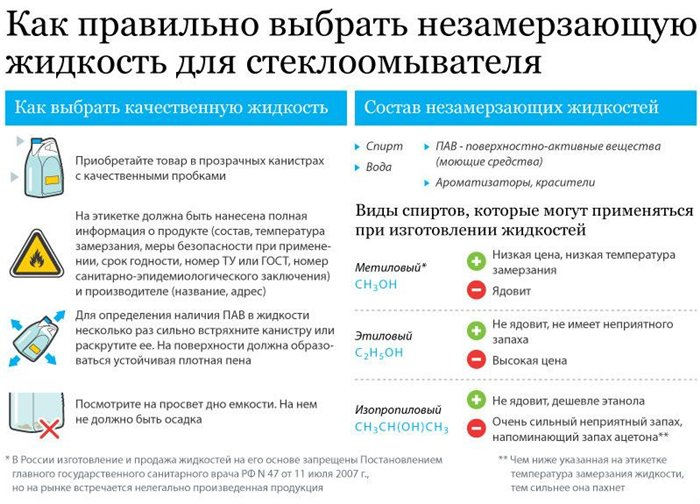 Как правильно выбрать незамерзающую
жидкость для стеклоомывателя
Как выбрать качественную жидкость
Приобретайте товар в прозрачных канистрах
с качественными пробками
На этикетке должна быть нанесена полная
информация о продукте (состав, температура
замерзания, меры безопасности при примене-
нии, срок годности, номер ТУ или ГОСТ, номер
санитарно-эпидемиологического заключения)
и производителе (название, адрес)
Для определения наличия ПАВ в жидкости
несколько раз сильно встряхните канистру или
раскрутите ее. На поверхности должна образо-
ваться устойчивая плотная пена
Посмотрите на просвет дно емкости. На нем
не должно быть осадка
Состав незамерзающих жидкостей
Спирт
Вода
ПАВ - поверхностно-активные вещества
(моющие средства)
Ароматизаторы, красители
Виды спиртов, которые могут применяться
при изготовлении жидкостей
Метиловый*
CH₃OH
Низкая цена, низкая температура
замерзания
Ядовит
Этиловый
C₂H₅OH
Не ядовит, не имеет неприятного
запаха
Высокая цена
Изопропиловый
CH₃CH(OH)CH₃
Не ядовит, дешевле этанола
Очень сильный неприятный запах,
напоминающий запах ацетона**
* В России изготовление и продажа жидкостей на его основе запрещены Постановлением
главного государственного санитарного врача РФ N 47 от 11 июля 2007 г.,
но на рынке встречается нелегально произведенная продукция
** Чем ниже указанная на этикетке
температура замерзания жидкости,
тем сильнее она пахнет